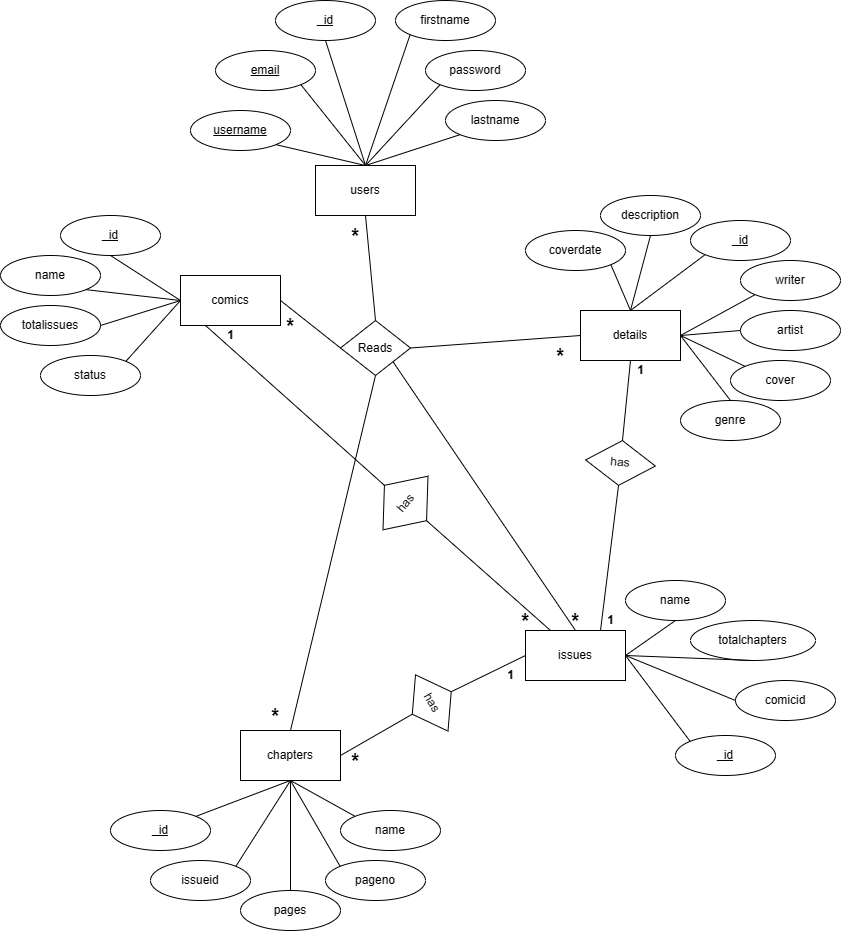 _id
firstname
email
password
lastname
username
users
*
description
_id
_id
coverdate
name
writer
comics
*
totalissues
1
artist
details
Reads
*
status
1
cover
genre
has
has
name
*
*
1
totalchapters
issues
1
comicid
has
*
_id
chapters
*
_id
name
issueid
pageno
pages